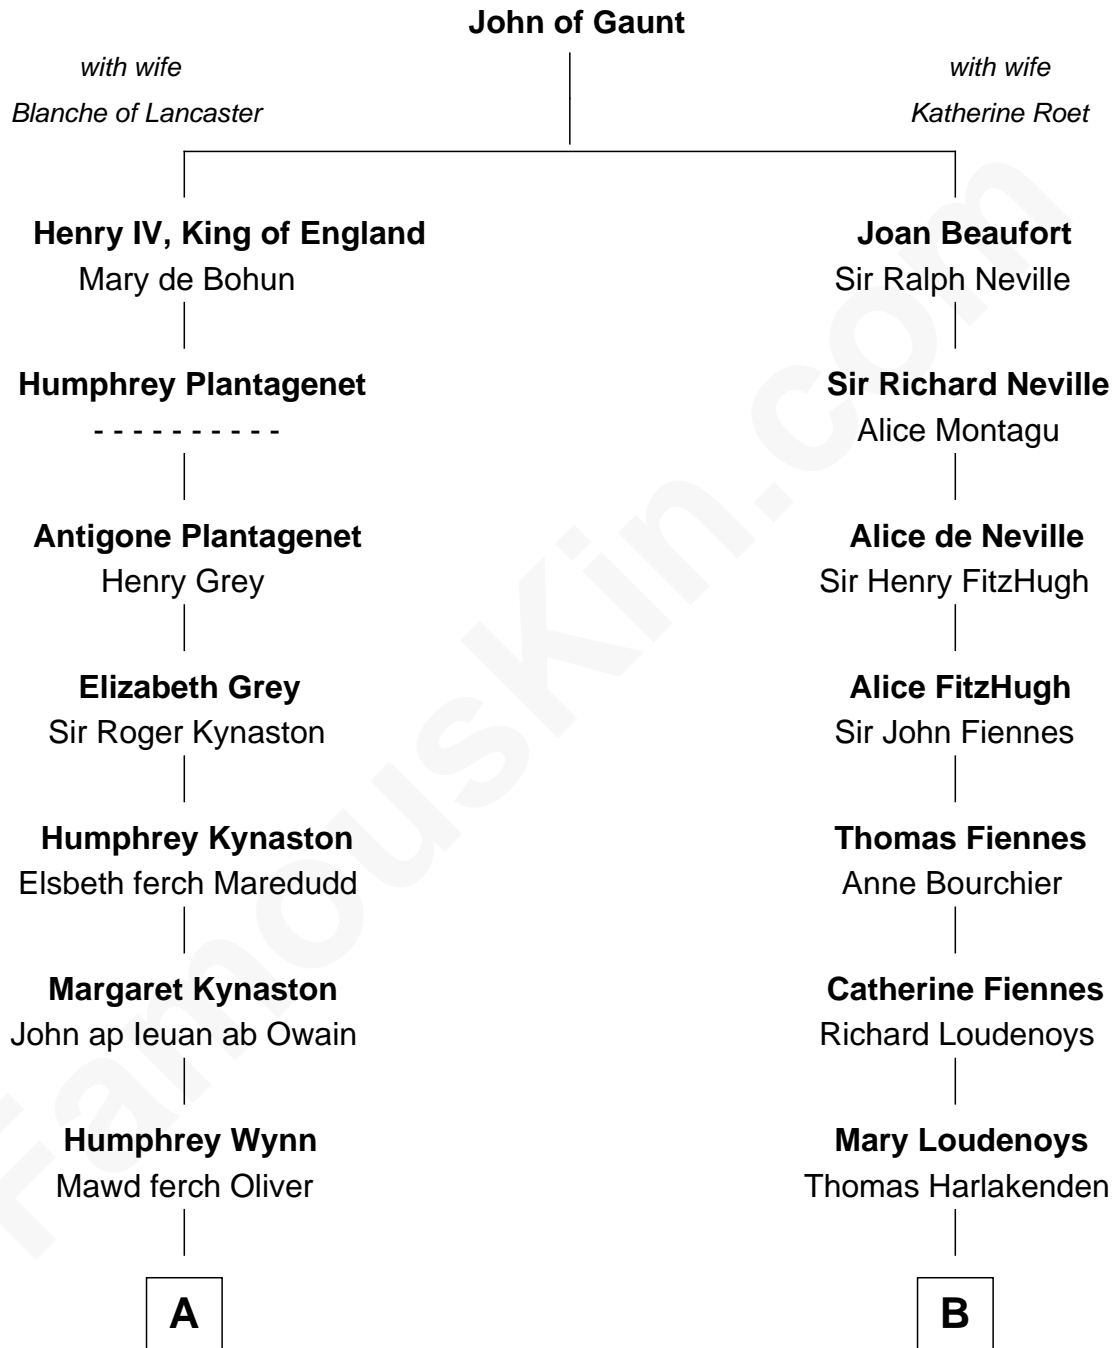 John of Gaunt
with wife
Blanche of Lancaster
with wife
Katherine Roet
Henry IV, King of England
Mary de Bohun
Joan Beaufort
Sir Ralph Neville
Humphrey Plantagenet
- - - - - - - - - -
Sir Richard Neville
Alice Montagu
Antigone Plantagenet
Henry Grey
Alice de Neville
Sir Henry FitzHugh
Elizabeth Grey
Sir Roger Kynaston
Alice FitzHugh
Sir John Fiennes
Humphrey Kynaston
Elsbeth ferch Maredudd
Thomas Fiennes
Anne Bourchier
Margaret Kynaston
John ap Ieuan ab Owain
Catherine Fiennes
Richard Loudenoys
Humphrey Wynn
Mawd ferch Oliver
Mary Loudenoys
Thomas Harlakenden
A
B
FamousKin.com